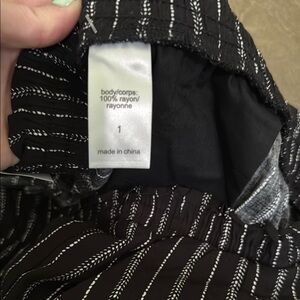 body/corps:
100% rayon/
rayonne
1
made in china